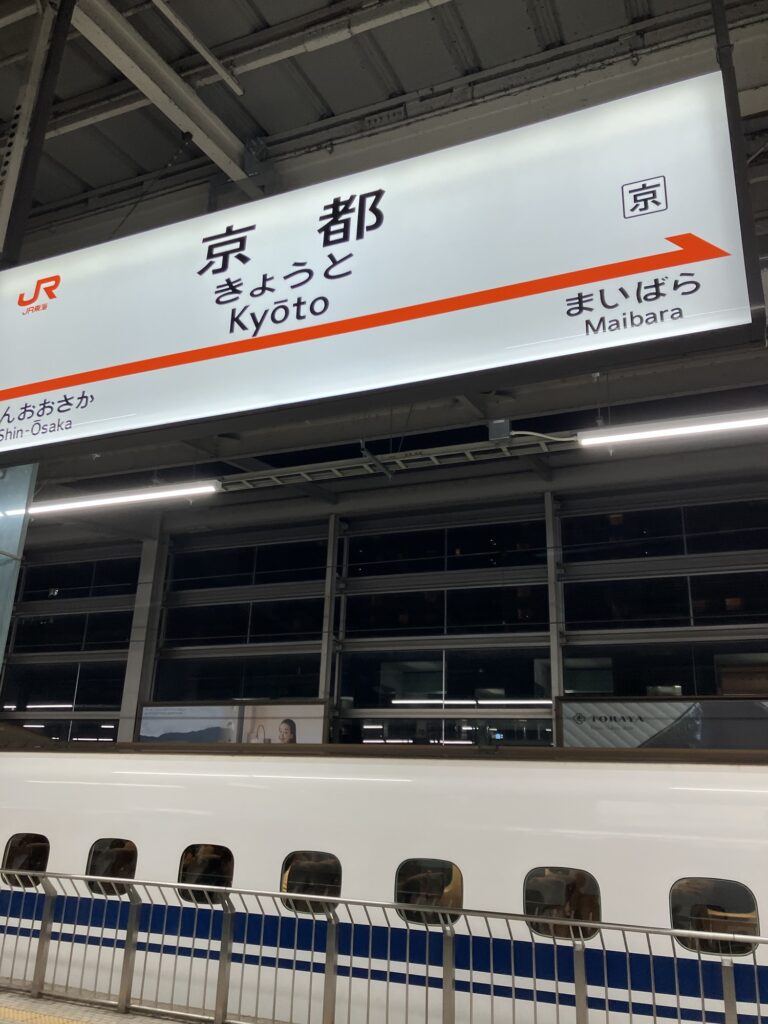 京
京都
きょうと
Kyōto
JR
JR東海
まいばら
Maibara
んおおさか
Shin-Ōsaka
TORAYA